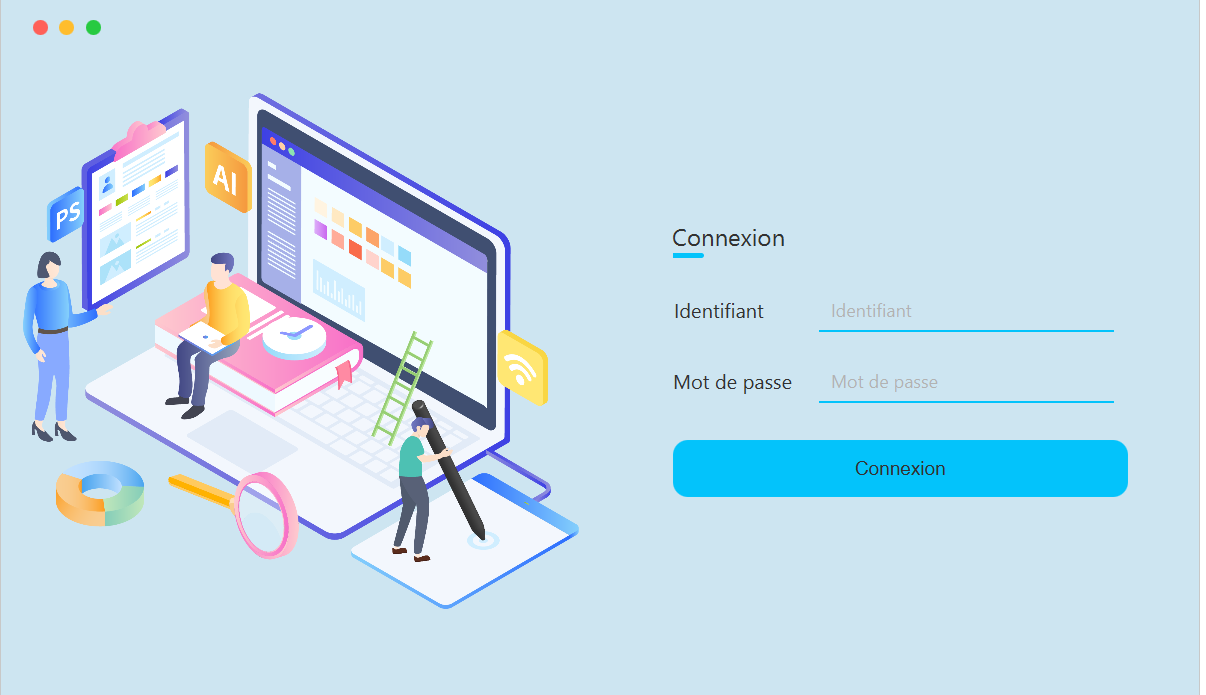 PS
AI
Connexion
Identifiant Identifiant
Mot de passe Mot de passe
Connexion